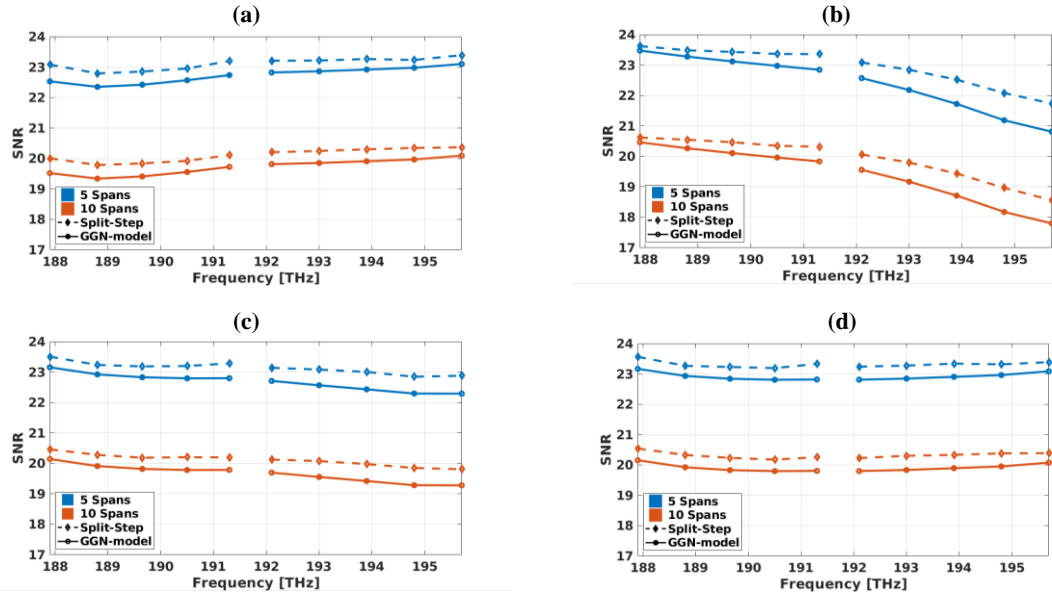 (a)
24
23
22
21
20
19
18
17
SNR
5 Spans
10 Spans
Split-Step
GGN-model
188 189 190 191 192 193 194 195
Frequency [THz]
(b)
24
23
22
21
20
19
18
17
SNR
5 Spans
10 Spans
Split-Step
GGN-model
188 189 190 191 192 193 194 195
Frequency [THz]
(c)
24
23
22
21
20
19
18
17
SNR
5 Spans
10 Spans
Split-Step
GGN-model
188 189 190 191 192 193 194 195
Frequency [THz]
(d)
24
23
22
21
20
19
18
17
SNR
5 Spans
10 Spans
Split-Step
GGN-model
188 189 190 191 192 193 194 195
Frequency [THz]